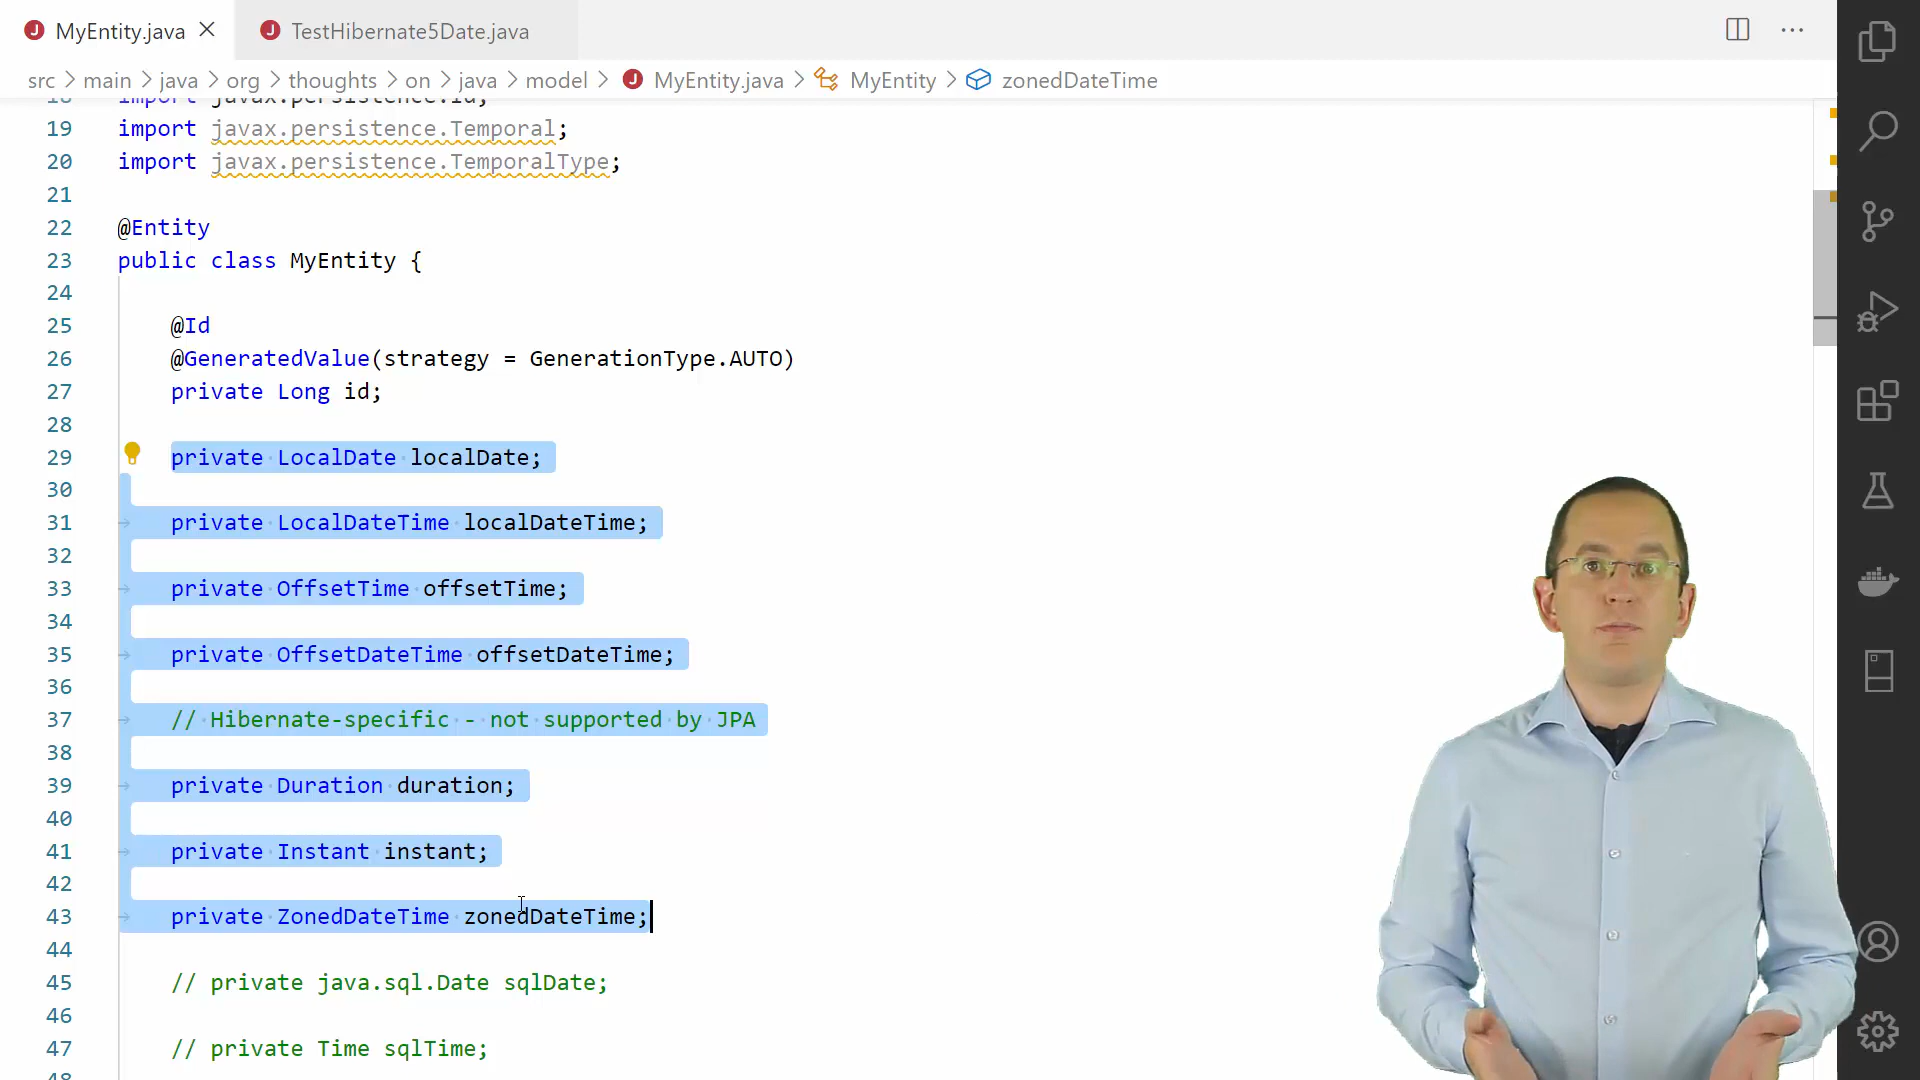 MyEntity.java
TestHibernate5Date.java
src > main > java > org > thoughts > on > java > model > MyEntity.java > MyEntity > zonedDateTime
import javax.persistence.Id;
19 import javax.persistence.Temporal;
20 import javax.persistence.TemporalType;
21
22 @Entity
23 public class MyEntity {
24
25 @Id
26 @GeneratedValue(strategy = GenerationType.AUTO)
27 private Long id;
28
29 private LocalDate localDate;
30
31 private LocalDateTime localDateTime;
32
33 private OffsetTime offsetTime;
34
35 private OffsetDateTime offsetDateTime;
36
37 // Hibernate-specific - not supported by JPA
38
39 private Duration duration;
40
41 private Instant instant;
42
43 private ZonedDateTime zonedDateTime;
44
45 // private java.sql.Date sqlDate;
46
47 // private Time sqlTime;